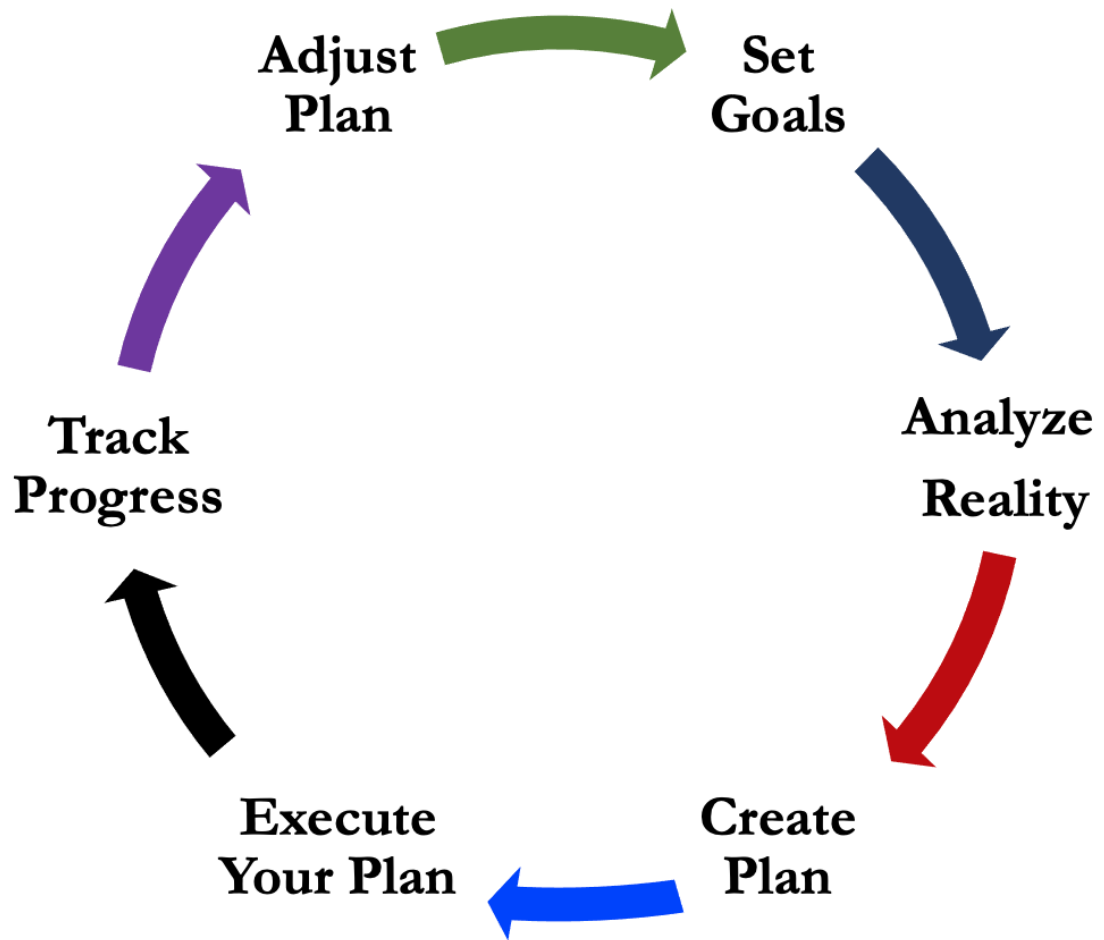 Adjust
Plan
Set
Goals
Analyze
Reality
Create
Plan
Execute
Your Plan
Track
Progress